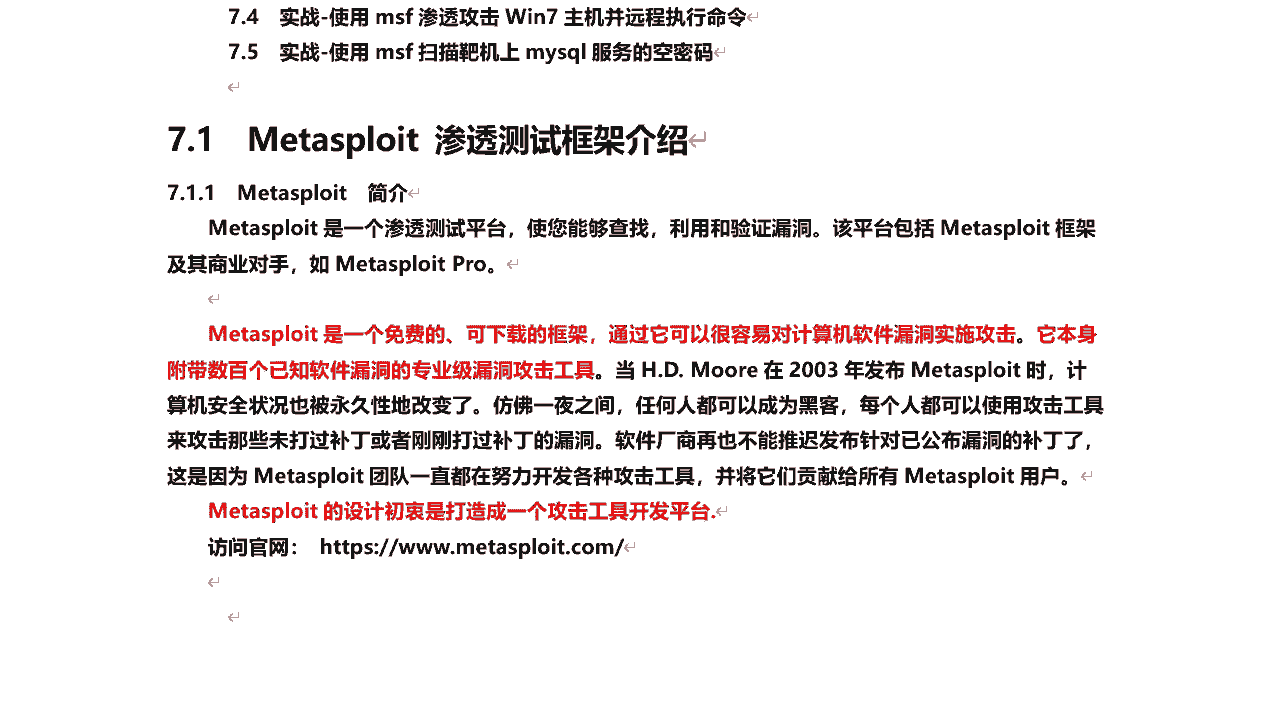 7.4 实战-使用 msf 渗透攻击 Win7 主机并远程执行命令
7.5 实战-使用 msf 扫描靶机上 mysql 服务的空密码
7.1 Metasploit 渗透测试框架介绍
7.1.1 Metasploit 简介
Metasploit 是一个渗透测试平台，使您能够查找，利用和验证漏洞。该平台包括 Metasploit 框架
及其商业对手，如 Metasploit Pro。
Metasploit 是一个免费的、可下载的框架，通过它可以很容易对计算机软件漏洞实施攻击。它本身
附带数百个已知软件漏洞的专业级漏洞攻击工具。当 H.D. Moore 在 2003 年发布 Metasploit 时，计
算机安全状况也被永久性地改变了。仿佛一夜之间，任何人都可以成为黑客，每个人都可以使用攻击工具
来攻击那些未打过补丁或者刚刚打过补丁的漏洞。软件厂商再也不能推迟发布针对已公布漏洞的补丁了，
这是因为 Metasploit 团队一直都在努力开发各种攻击工具，并将它们贡献给所有 Metasploit 用户。
Metasploit 的设计初衷是打造成一个攻击工具开发平台.
访问官网： https://www.metasploit.com/